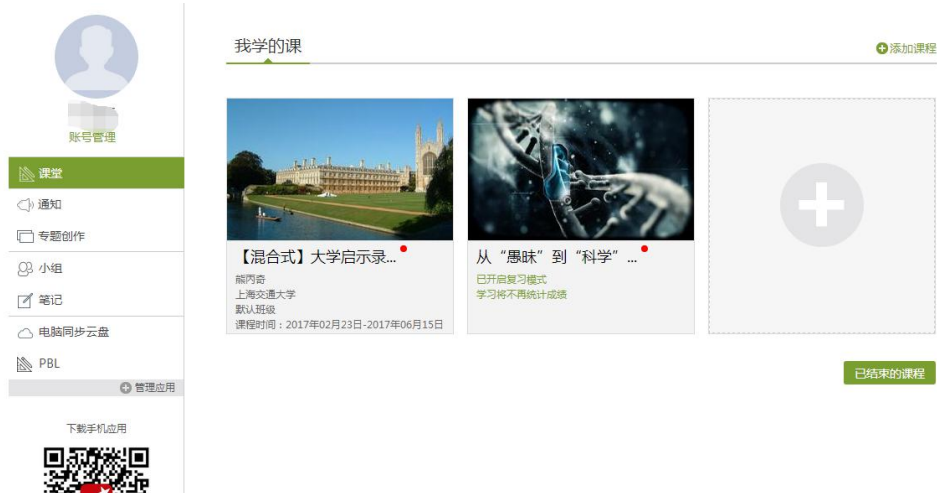 我学的课
添加课程
账号管理
课堂
通知
专题创作
小组
笔记
电脑同步云盘
PBL
管理应用
下载手机应用
【混合式】大学启示录...
熊丙奇
上海交通大学
默认班级
课程时间：2017年02月23日-2017年06月15日
从“愚昧”到“科学”...
已开启复习模式
学习将不再统计成绩
已结束的课程